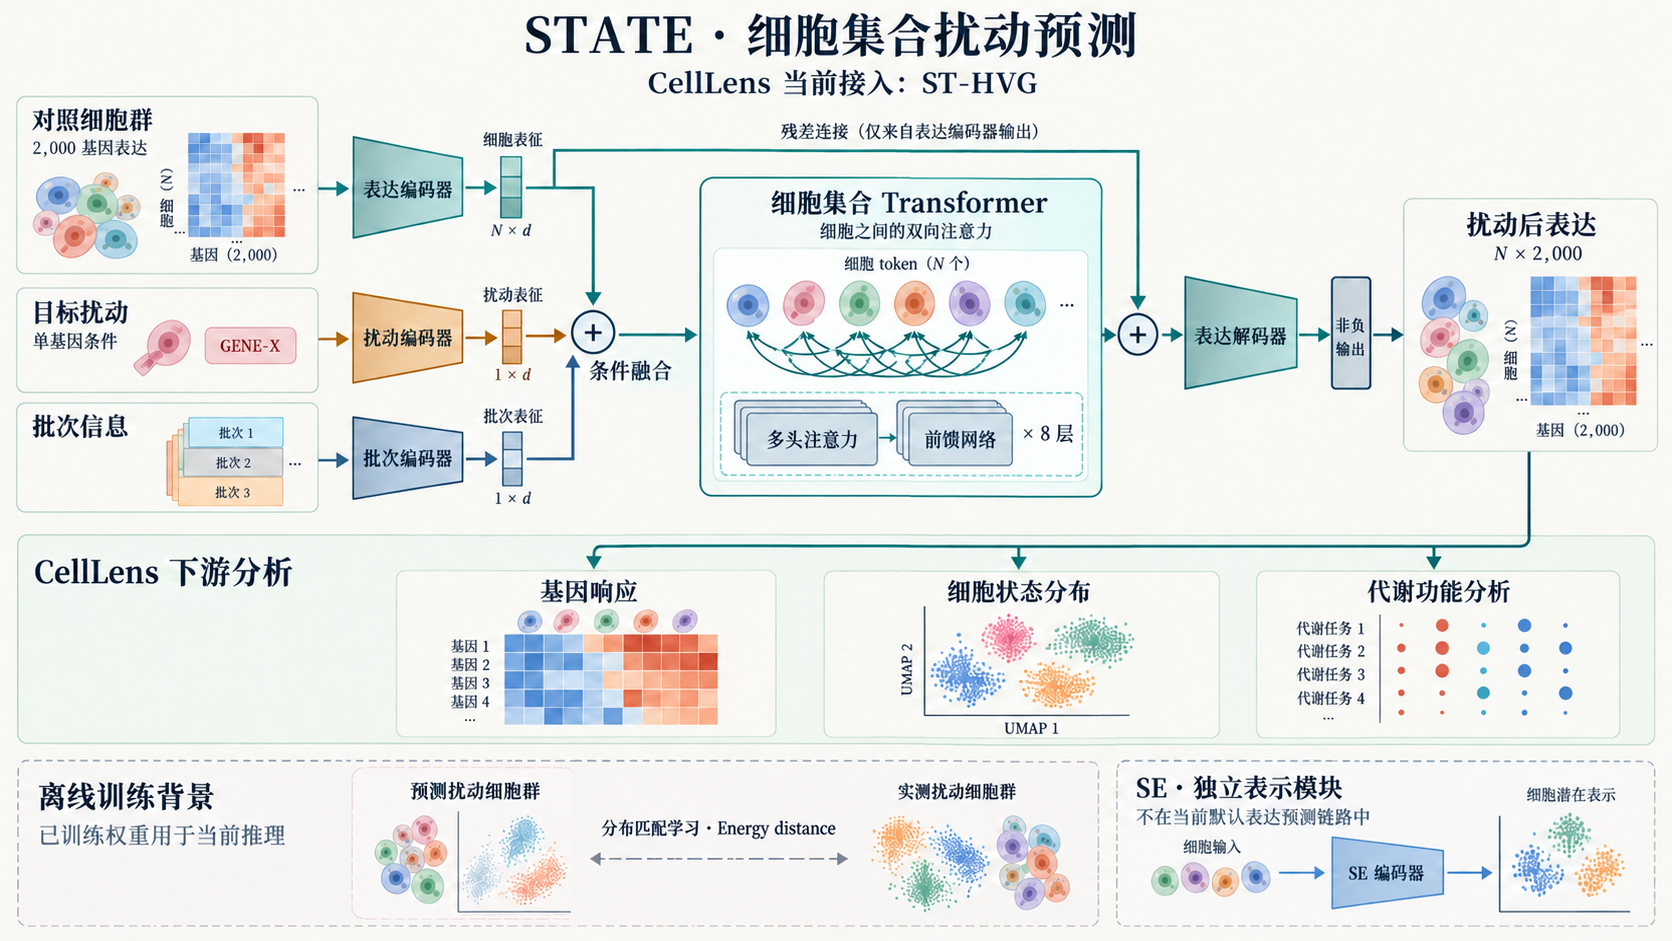 STATE · 细胞集合扰动预测
CellLens 当前接入：ST-HVG
对照细胞群
2,000 基因表达
细胞（N）
...
...
...
基因（2,000）
表达编码器
细胞表征
N × d
残差连接（仅来自表达编码器输出）
目标扰动
单基因条件
GENE-X
扰动编码器
扰动表征
1 × d
条件融合
批次信息
批次 1
批次 2
批次 3
...
批次编码器
批次表征
1 × d
细胞集合 Transformer
细胞之间的双向注意力
细胞 token（N 个）
...
多头注意力
前馈网络
× 8 层
表达解码器
非负
输出
扰动后表达
N × 2,000
细胞（N）
...
...
...
基因（2,000）
CellLens 下游分析
基因响应
基因 1
基因 2
基因 3
基因 4
...
细胞状态分布
UMAP 2
UMAP 1
代谢功能分析
代谢任务 1
代谢任务 2
代谢任务 3
代谢任务 4
...
离线训练背景
已训练权重用于当前推理
预测扰动细胞群
分布匹配学习 · Energy distance
实测扰动细胞群
SE · 独立表示模块
不在当前默认表达预测链路中
细胞输入
SE 编码器
细胞潜在表示